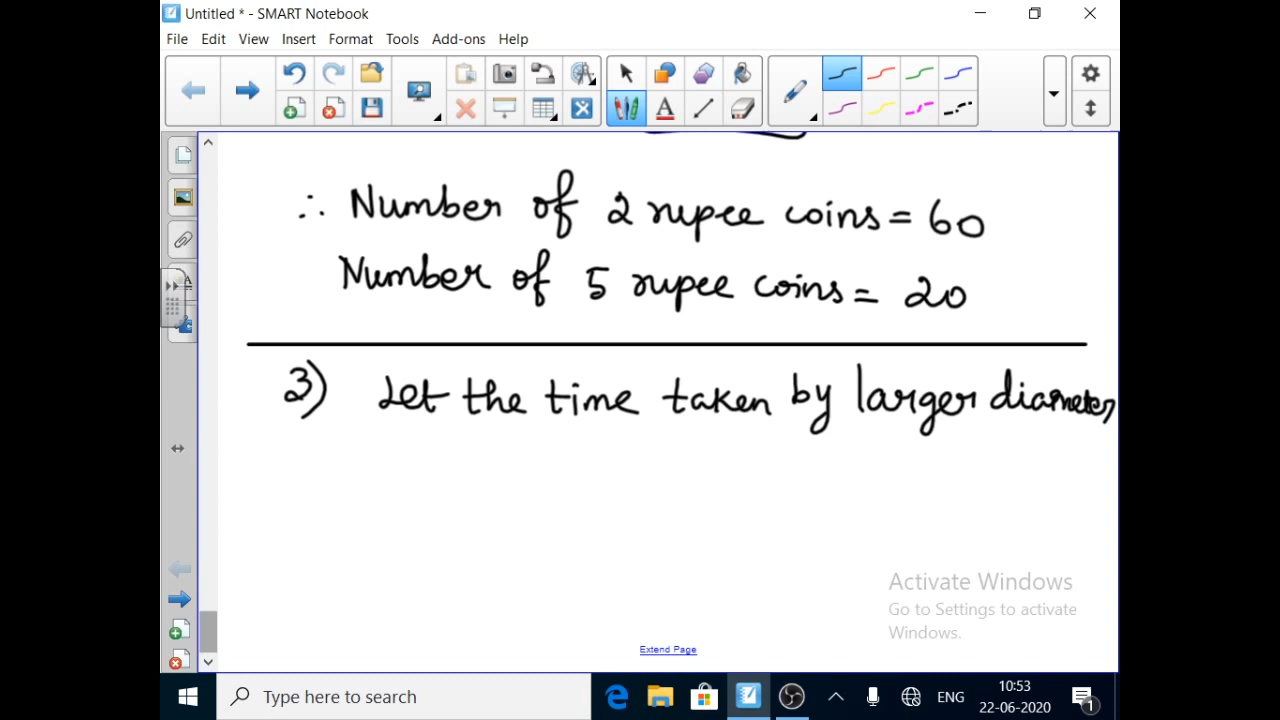 Untitled * - SMART Notebook
File Edit View Insert Format Tools Add-ons Help
∴ Number of 2 rupee coins = 60
Number of 5 rupee coins = 20
3) Let the time taken by larger diameter
Activate Windows
Go to Settings to activate
Windows.
Extend Page
Type here to search
ENG
10:53
22-06-2020
1